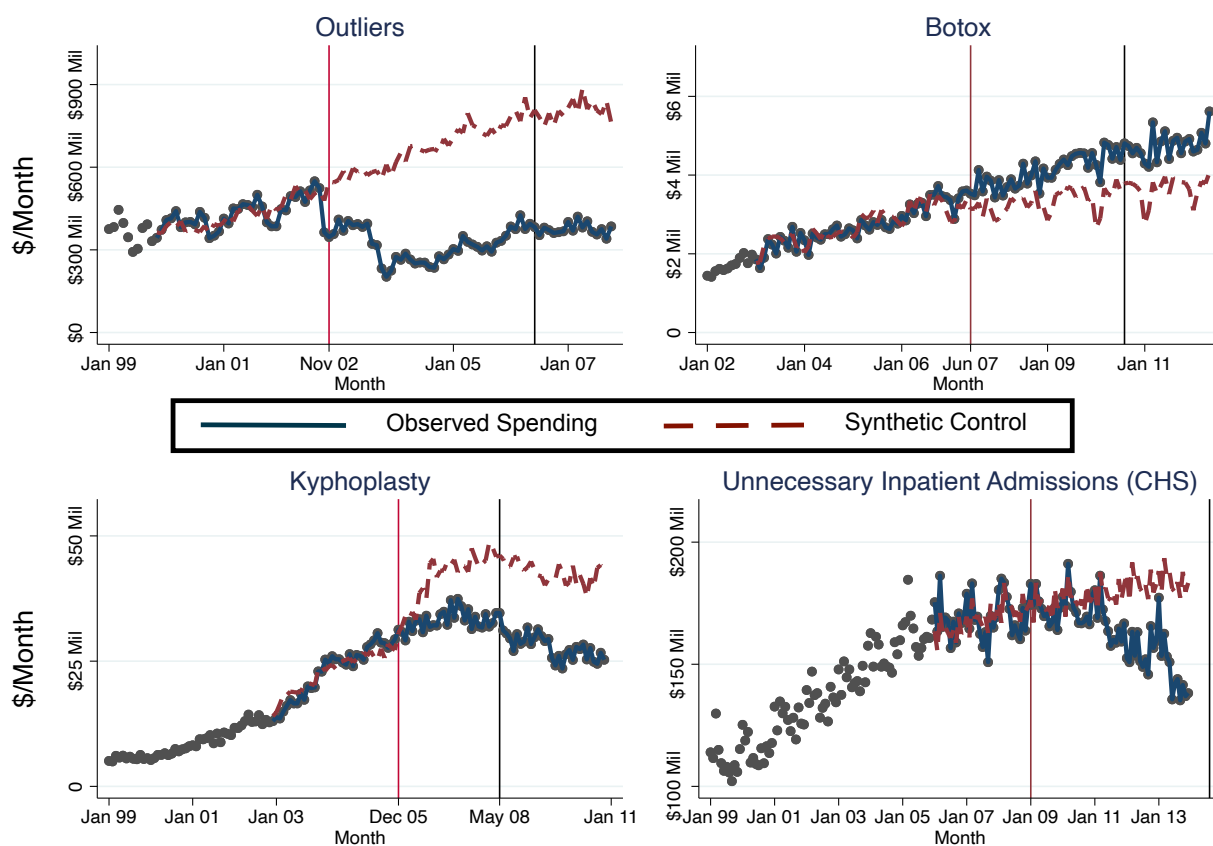 Outliers
$/Month
$900 Mil
$600 Mil
$300 Mil
$0
Jan 99 Jan 01 Nov 02 Jan 05 Jan 07
Month
Botox
$6 Mil
$4 Mil
$2 Mil
0
Jan 02 Jan 04 Jan 06 Jun 07 Jan 09 Jan 11
Month
Observed Spending Synthetic Control
Kyphoplasty
$/Month
$50 Mil
$25 Mil
0
Jan 99 Jan 01 Jan 03 Dec 05 May 08 Jan 11
Month
Unnecessary Inpatient Admissions (CHS)
$200 Mil
$150 Mil
$100 Mil
Jan 99 Jan 01 Jan 03 Jan 05 Jan 07 Jan 09 Jan 11 Jan 13
Month